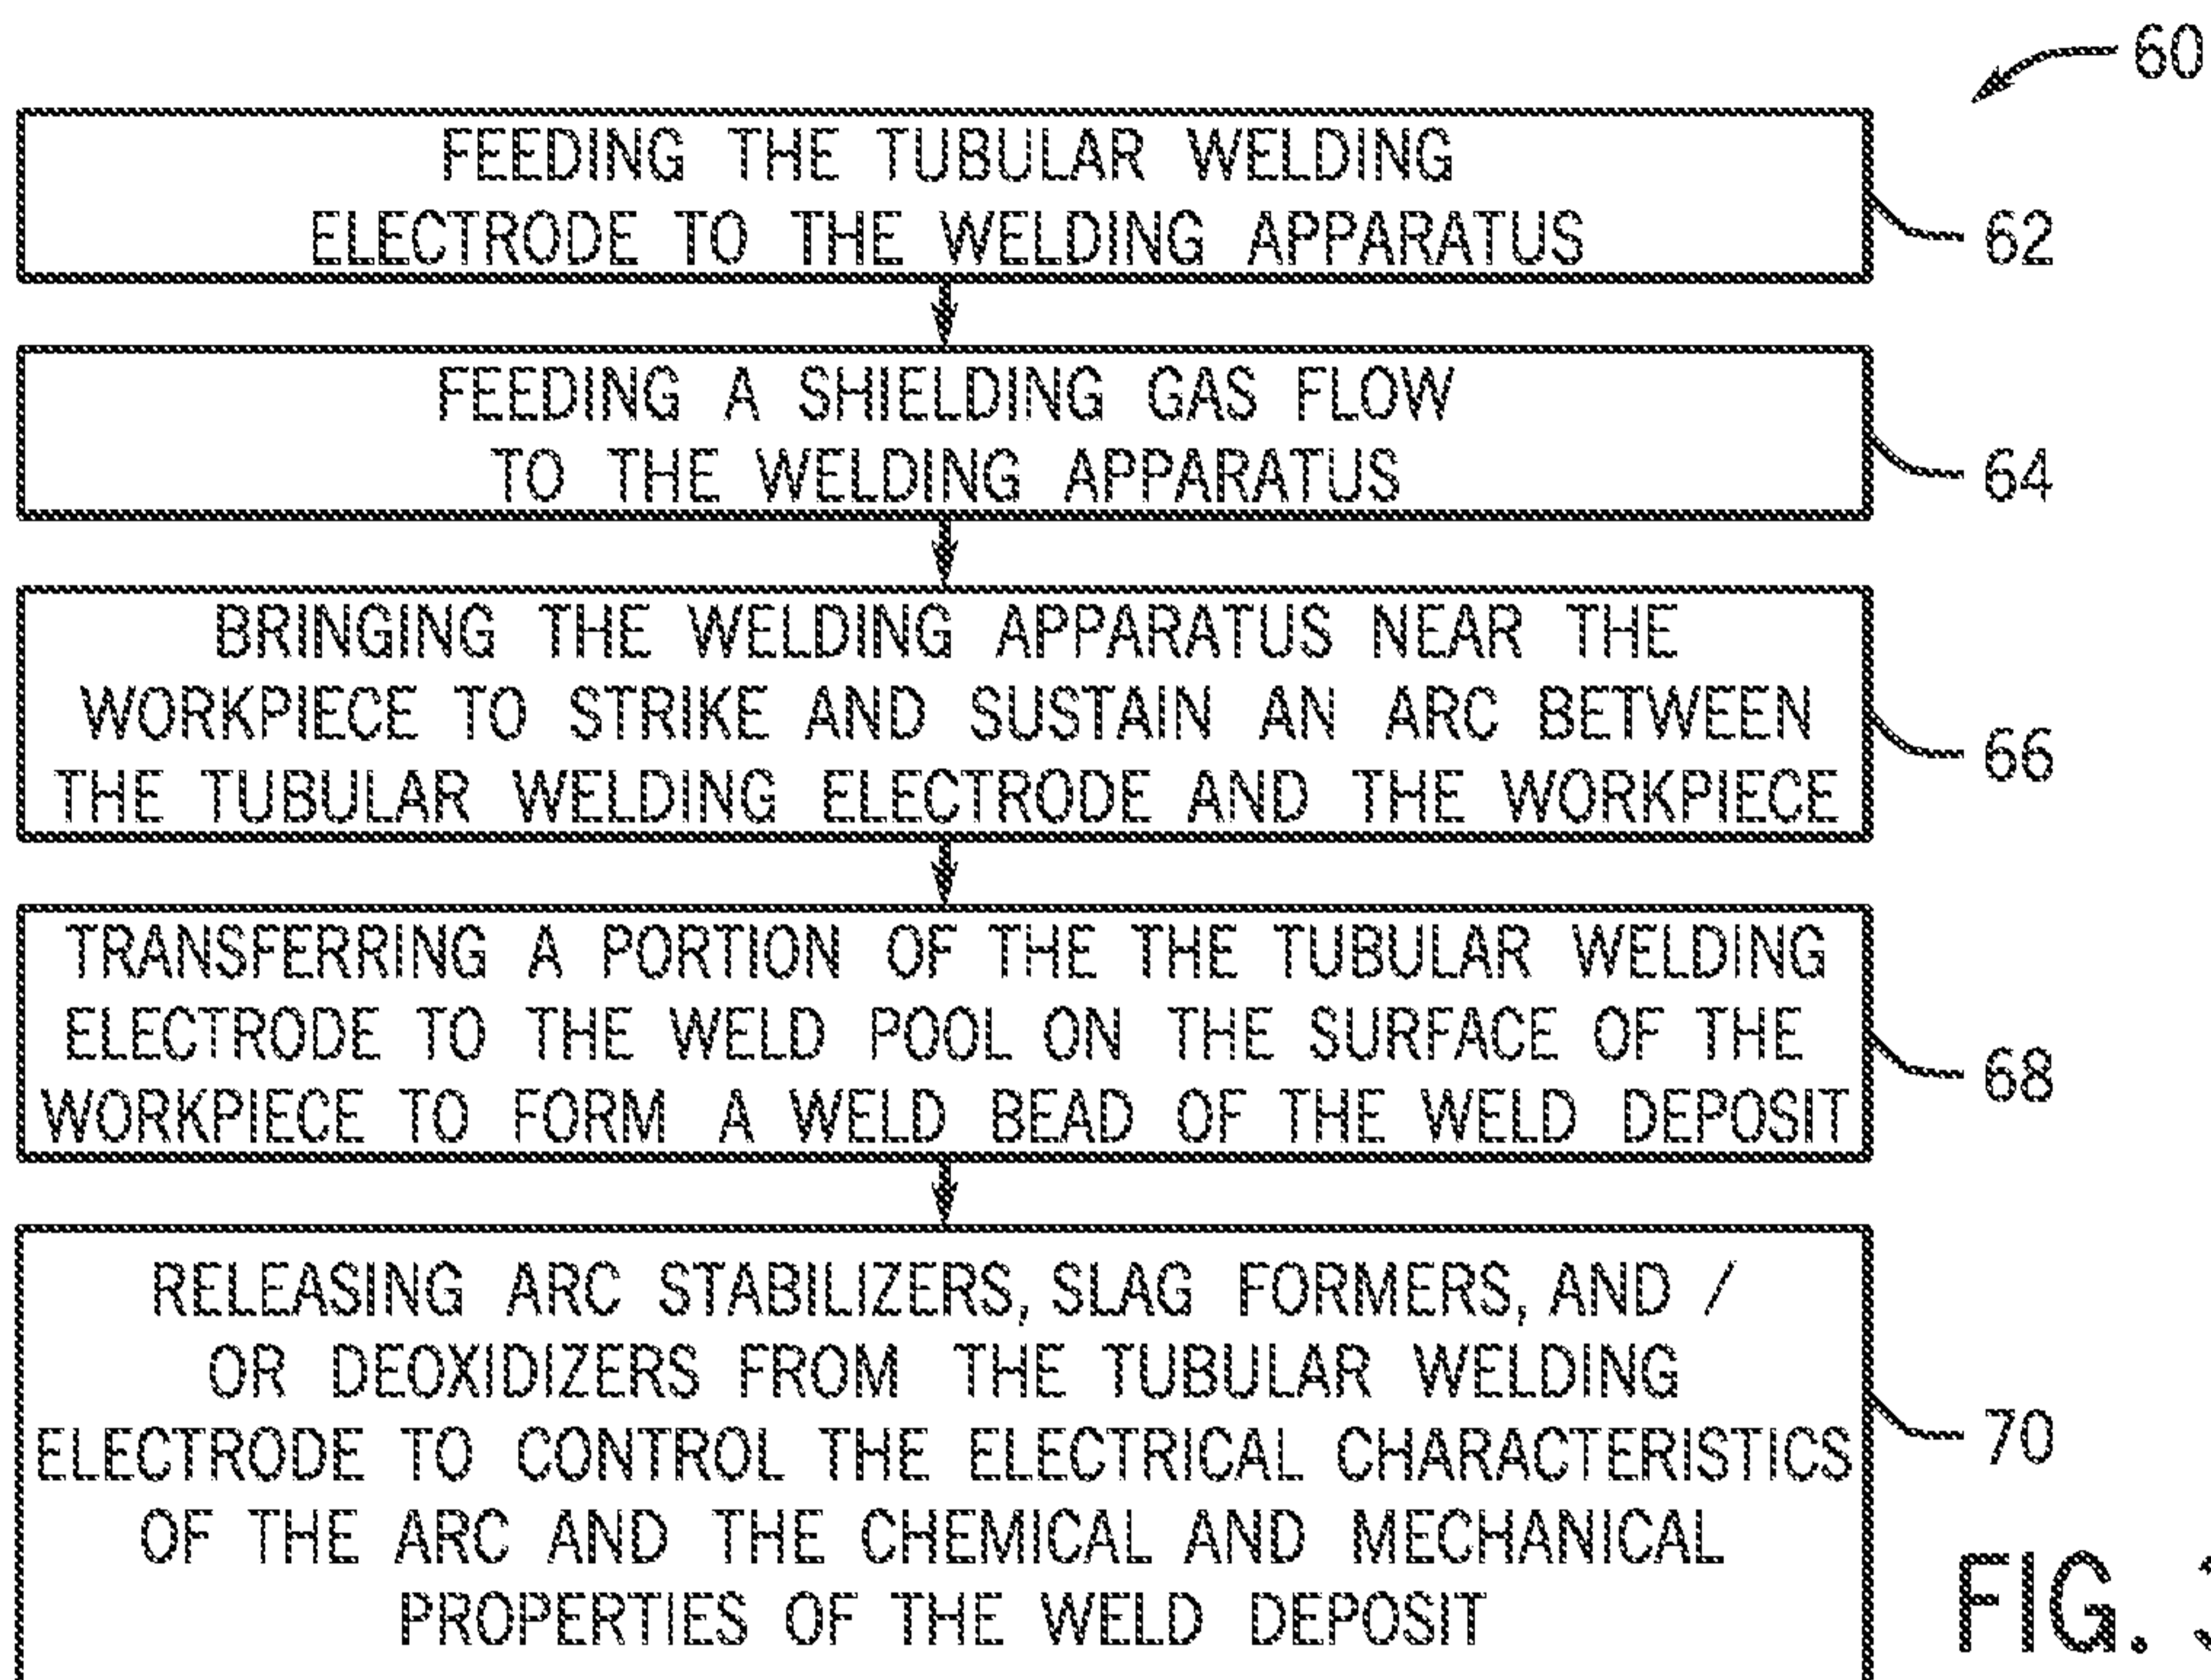 60
FEEDING THE TUBULAR WELDING
ELECTRODE TO THE WELDING APPARATUS
62
FEEDING A SHIELDING GAS FLOW
TO THE WELDING APPARATUS
64
BRINGING THE WELDING APPARATUS NEAR THE
WORKPIECE TO STRIKE AND SUSTAIN AN ARC BETWEEN
THE TUBULAR WELDING ELECTRODE AND THE WORKPIECE
66
TRANSFERRING A PORTION OF THE THE TUBULAR WELDING
ELECTRODE TO THE WELD POOL ON THE SURFACE OF THE
WORKPIECE TO FORM A WELD BEAD OF THE WELD DEPOSIT
68
RELEASING ARC STABILIZERS, SLAG FORMERS, AND /
OR DEOXIDIZERS FROM THE TUBULAR WELDING
ELECTRODE TO CONTROL THE ELECTRICAL CHARACTERISTICS
OF THE ARC AND THE CHEMICAL AND MECHANICAL
PROPERTIES OF THE WELD DEPOSIT
70
FIG.